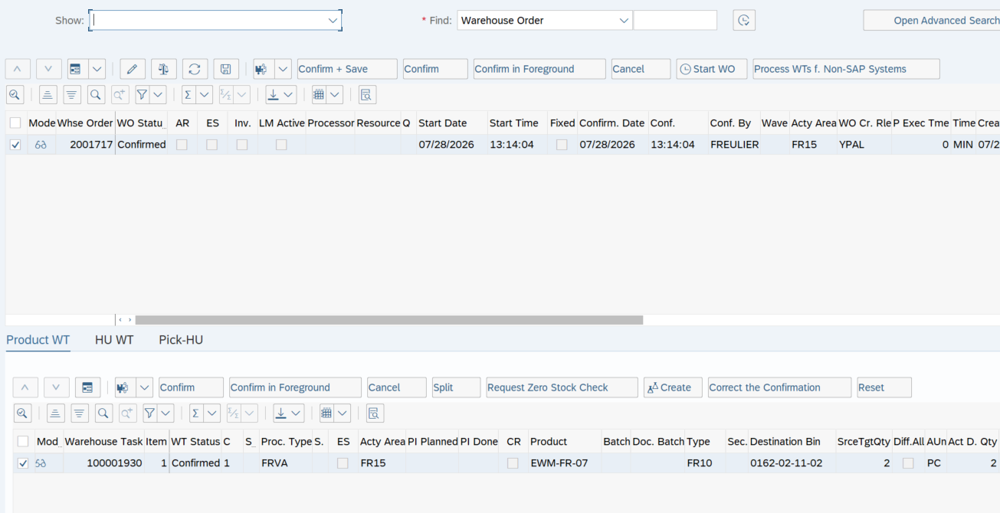 Show: * Find: Warehouse Order Open Advanced Search
Confirm + Save Confirm Confirm in Foreground Cancel Start WO Process WTs f. Non-SAP Systems
Mode Whse Order WO Statu… AR ES Inv. LM Active Processor Resource Q Start Date Start Time Fixed Confirm. Date Conf. Conf. By Wave Acty Area WO Cr. Rle P Exec Tme Time Crea
2001717 Confirmed 07/28/2026 13:14:04 07/28/2026 13:14:04 FREULIER FR15 YPAL 0 MIN 07/2
Product WT HU WT Pick-HU
Confirm Confirm in Foreground Cancel Split Request Zero Stock Check Create Correct the Confirmation Reset
Mod… Warehouse Task Item WT Status C S… Proc. Type S. ES Acty Area PI Planned PI Done CR Product Batch Doc. Batch Type Sec. Destination Bin SrceTgtQty Diff.All AUn Act D. Qty
100001930 1 Confirmed 1 FRVA FR15 EWM-FR-07 FR10 0162-02-11-02 2 PC 2